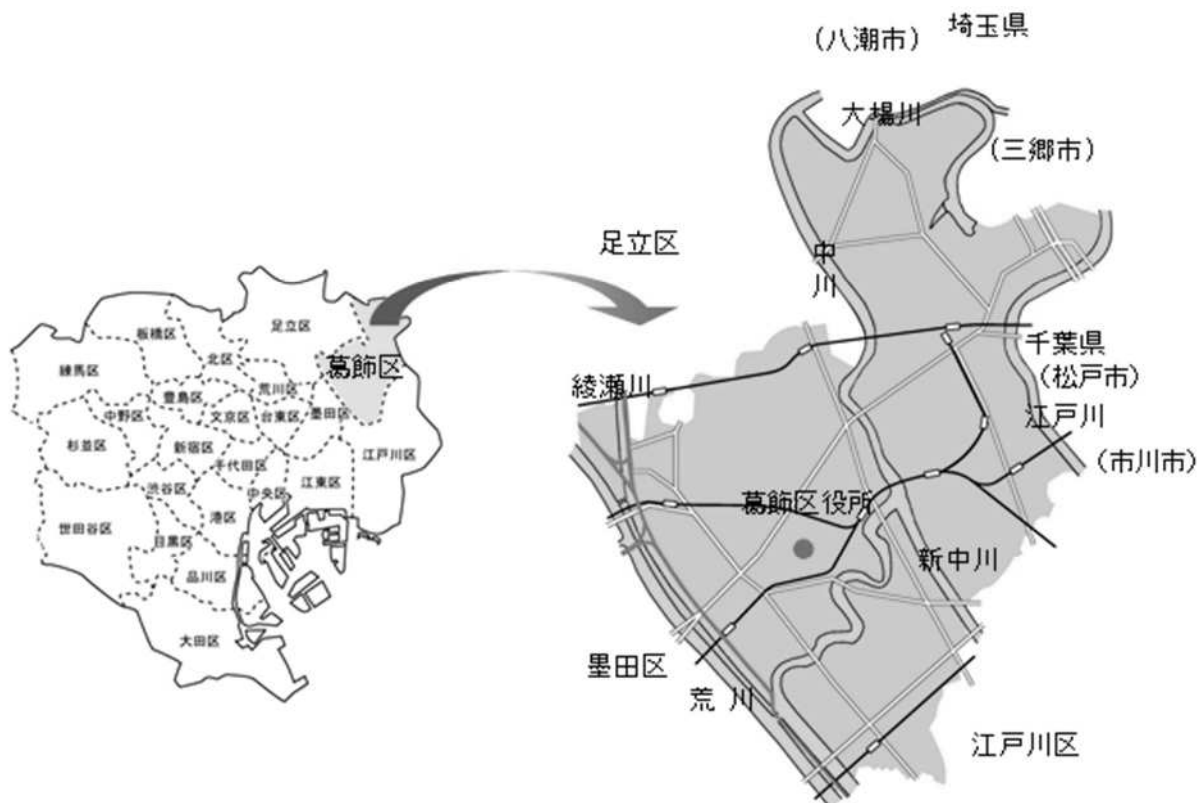 埼玉県
（八潮市）
大場川
（三郷市）
足立区
中川
千葉県
（松戸市）
綾瀬川
江戸川
（市川市）
葛飾区役所
新中川
墨田区
荒川
江戸川区
足立区
板橋区
北区
練馬区
葛飾区
荒川区
豊島区
中野区
文京区
台東区
墨田区
杉並区
新宿区
江戸川区
千代田区
渋谷区
中央区
江東区
港区
世田谷区
目黒区
品川区
大田区